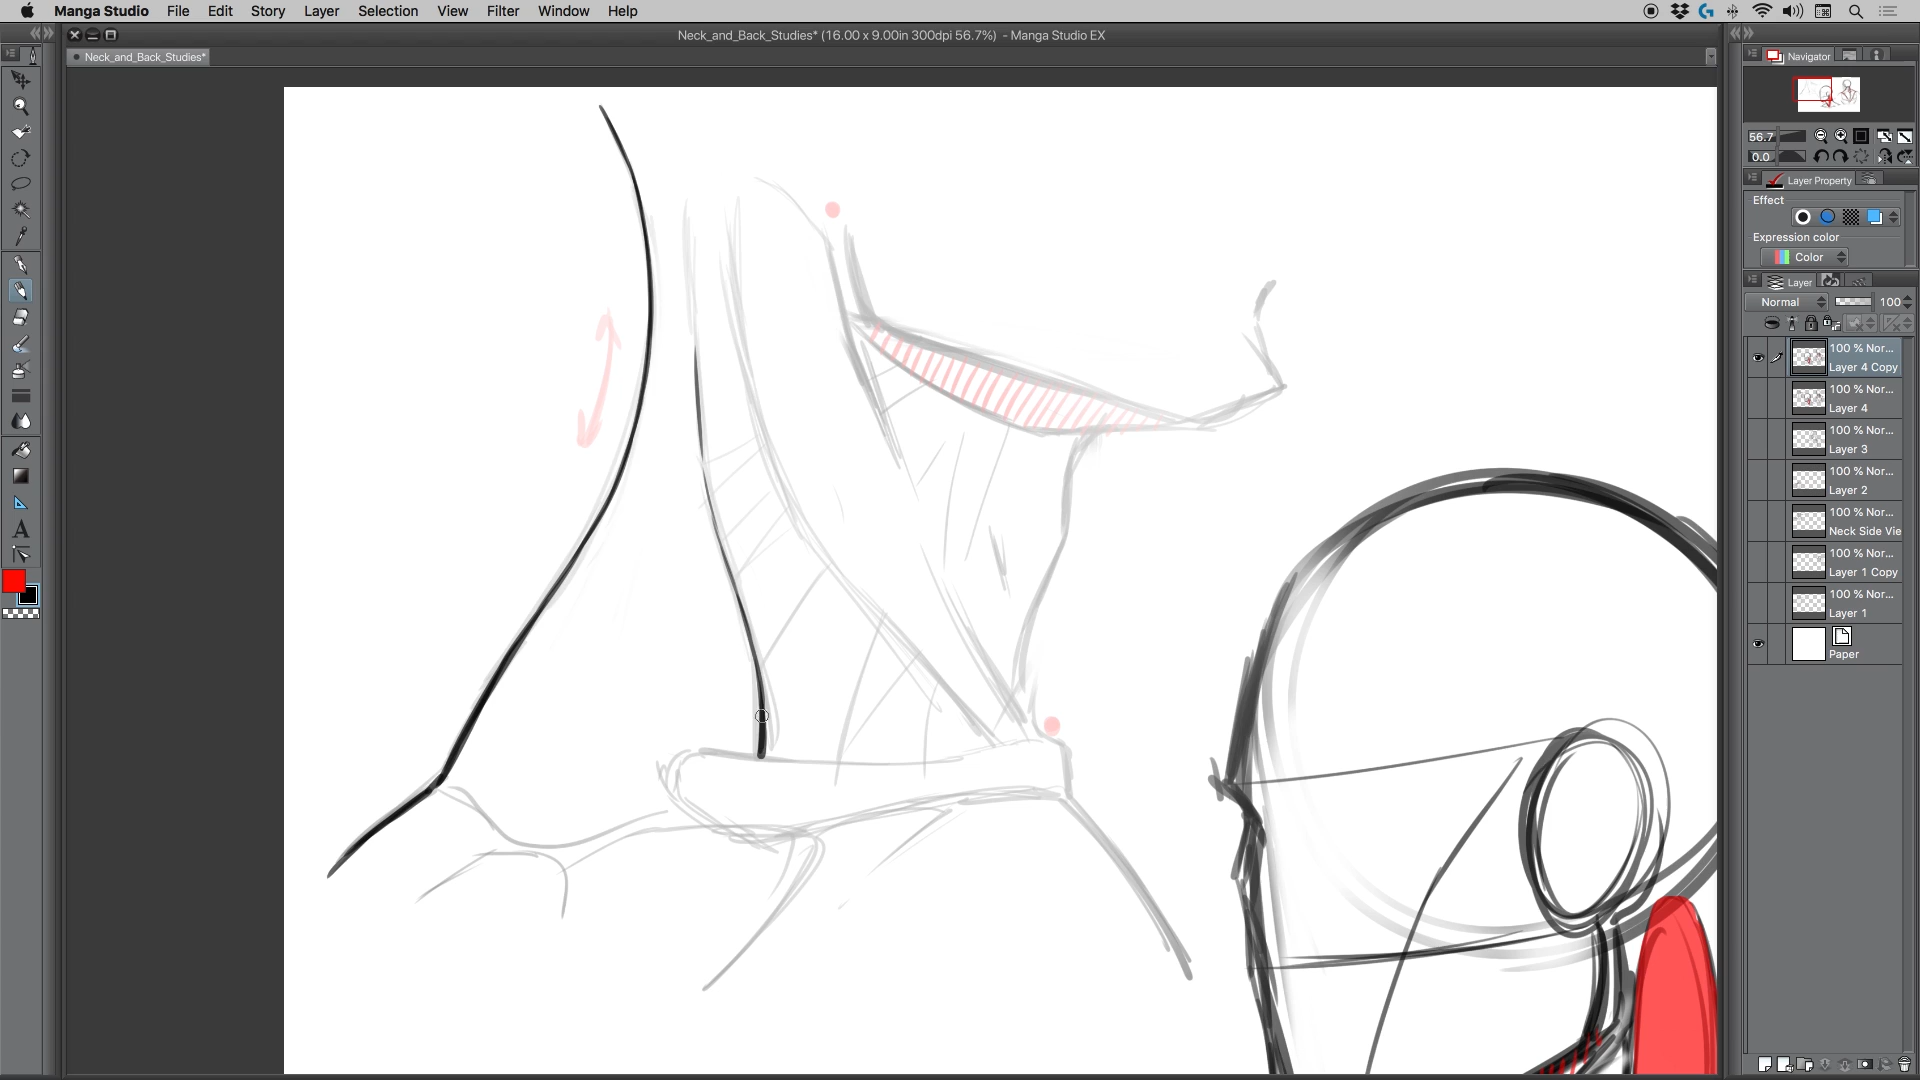 Manga Studio File Edit Story Layer Selection View Filter Window Help
Neck_and_Back_Studies* (16.00 x 9.00in 300dpi 56.7%) - Manga Studio EX
Neck_and_Back_Studies*
Navigator
56.7
0.0
Layer Property
Effect
Expression color
Color
Layer
Normal 100
100 % Nor...
Layer 4 Copy
100 % Nor...
Layer 4
100 % Nor...
Layer 3
100 % Nor...
Layer 2
100 % Nor...
Neck Side Vie
100 % Nor...
Layer 1 Copy
100 % Nor...
Layer 1
Paper